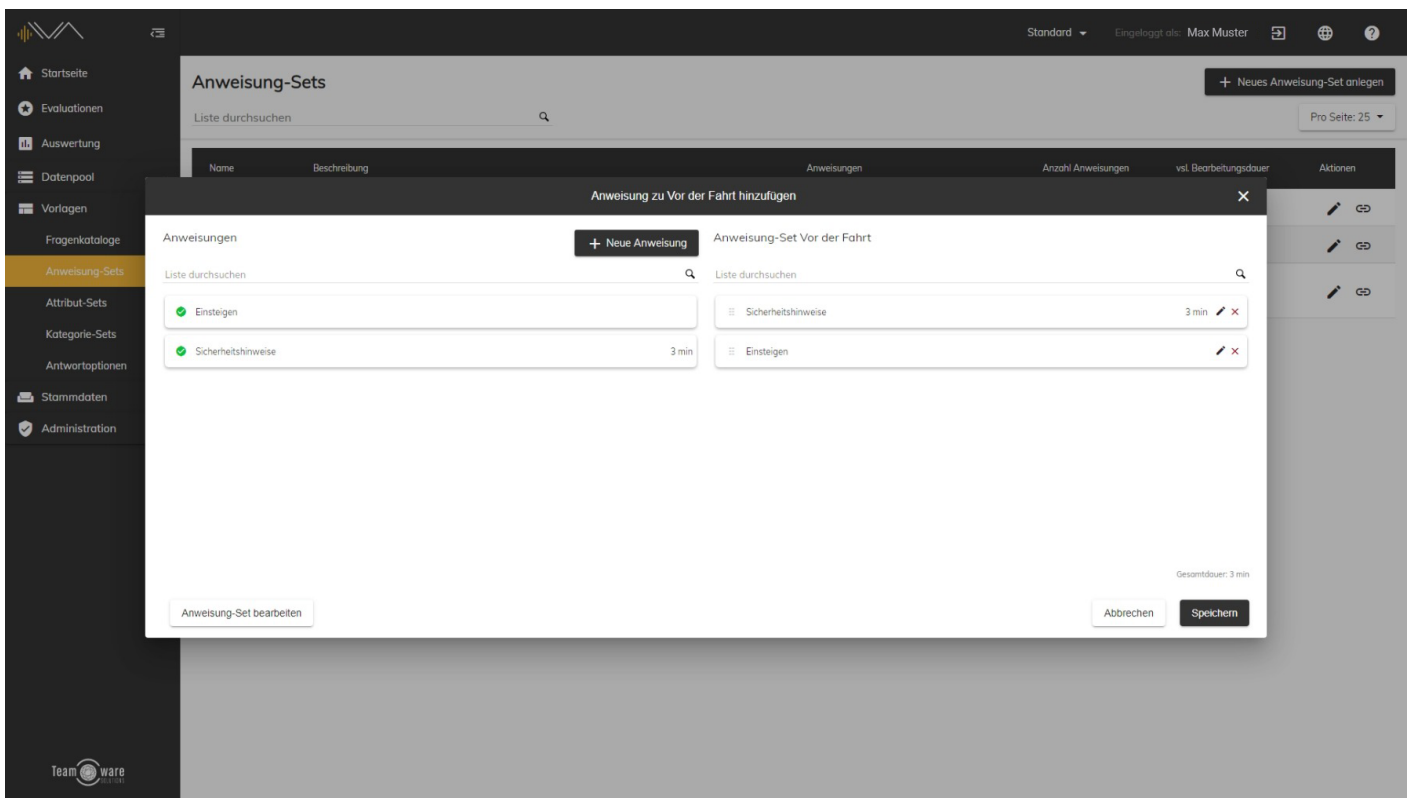 Standard Eingeloggt als: Max Muster
Startseite
Evaluationen
Auswertung
Datenpool
Vorlagen
Fragenkataloge
Anweisung-Sets
Attribut-Sets
Kategorie-Sets
Antwortoptionen
Stammdaten
Administration
Team ware
SOLUTIONS
Anweisung-Sets
+ Neues Anweisung-Set anlegen
Liste durchsuchen
Pro Seite: 25
Name Beschreibung Anweisungen Anzahl Anweisungen vsl. Bearbeitungsdauer Aktionen
Anweisung zu Vor der Fahrt hinzufügen
Anweisungen
+ Neue Anweisung
Liste durchsuchen
Einsteigen
Sicherheitshinweise 3 min
Anweisung-Set Vor der Fahrt
Liste durchsuchen
Sicherheitshinweise 3 min
Einsteigen
Gesamtdauer: 3 min
Anweisung-Set bearbeiten
Abbrechen
Speichern